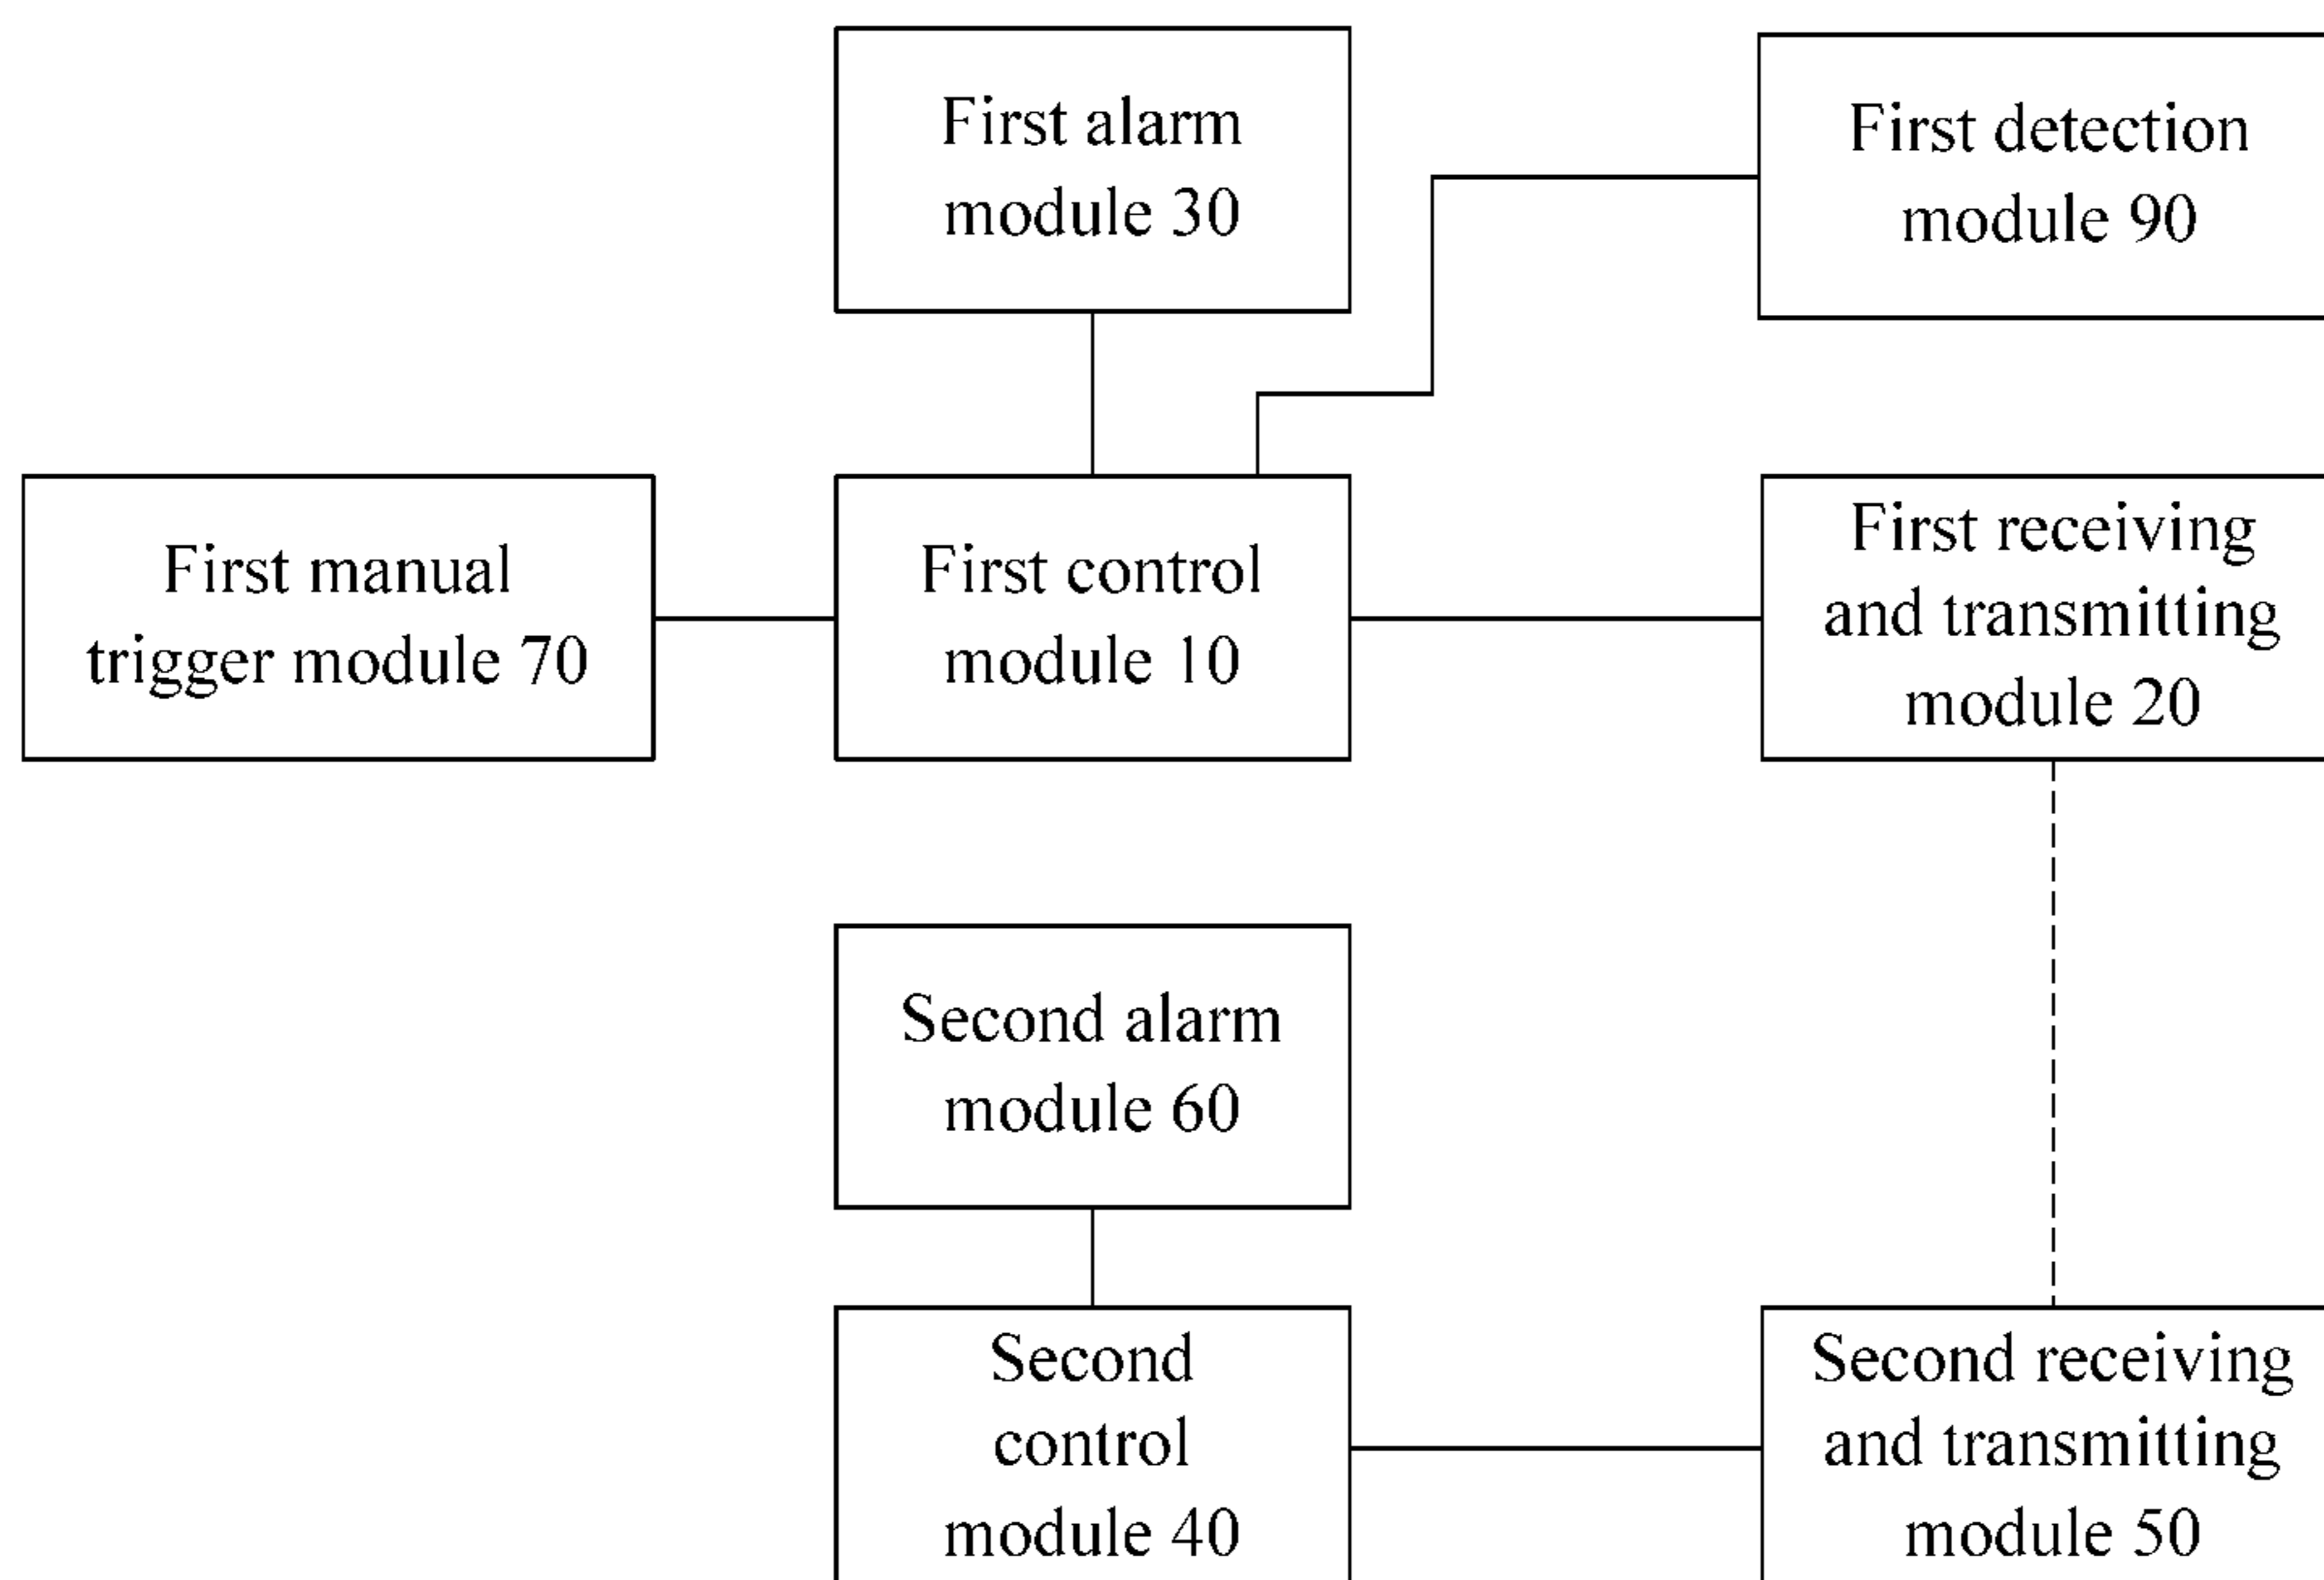 First alarm
module 30
First detection
module 90
First manual
trigger module 70
First control
module 10
First receiving
and transmitting
module 20
Second alarm
module 60
Second
control
module 40
Second receiving
and transmitting
module 50